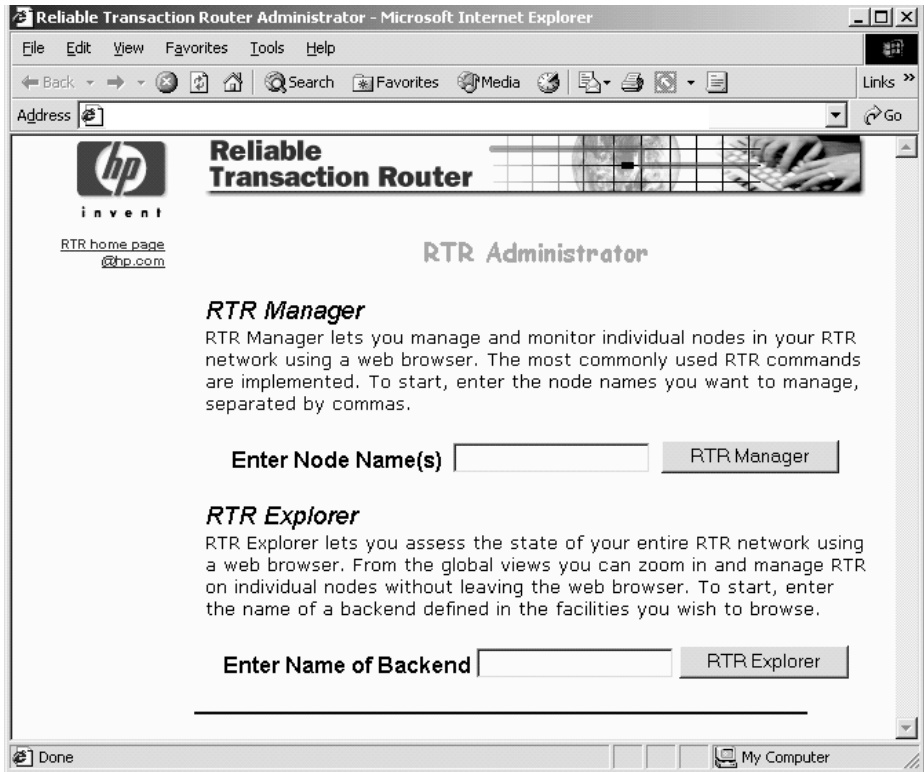 Reliable Transaction Router Administrator - Microsoft Internet Explorer
File Edit View Favorites Tools Help
Back Search Favorites Media Links »
Address Go
hp
invent
RTR home page
@hp.com
Reliable
Transaction Router
RTR Administrator
RTR Manager
RTR Manager lets you manage and monitor individual nodes in your RTR
network using a web browser. The most commonly used RTR commands
are implemented. To start, enter the node names you want to manage,
separated by commas.
Enter Node Name(s) RTR Manager
RTR Explorer
RTR Explorer lets you assess the state of your entire RTR network using
a web browser. From the global views you can zoom in and manage RTR
on individual nodes without leaving the web browser. To start, enter
the name of a backend defined in the facilities you wish to browse.
Enter Name of Backend RTR Explorer
Done My Computer